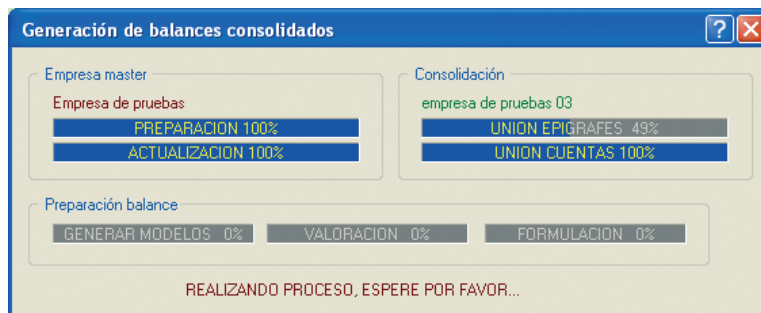 Generación de balances consolidados
Empresa master
Empresa de pruebas
PREPARACION 100%
ACTUALIZACION 100%
Consolidación
empresa de pruebas 03
UNION EPIGRAFES 49%
UNION CUENTAS 100%
Preparación balance
GENERAR MODELOS 0% VALORACION 0% FORMULACION 0%
REALIZANDO PROCESO, ESPERE POR FAVOR...